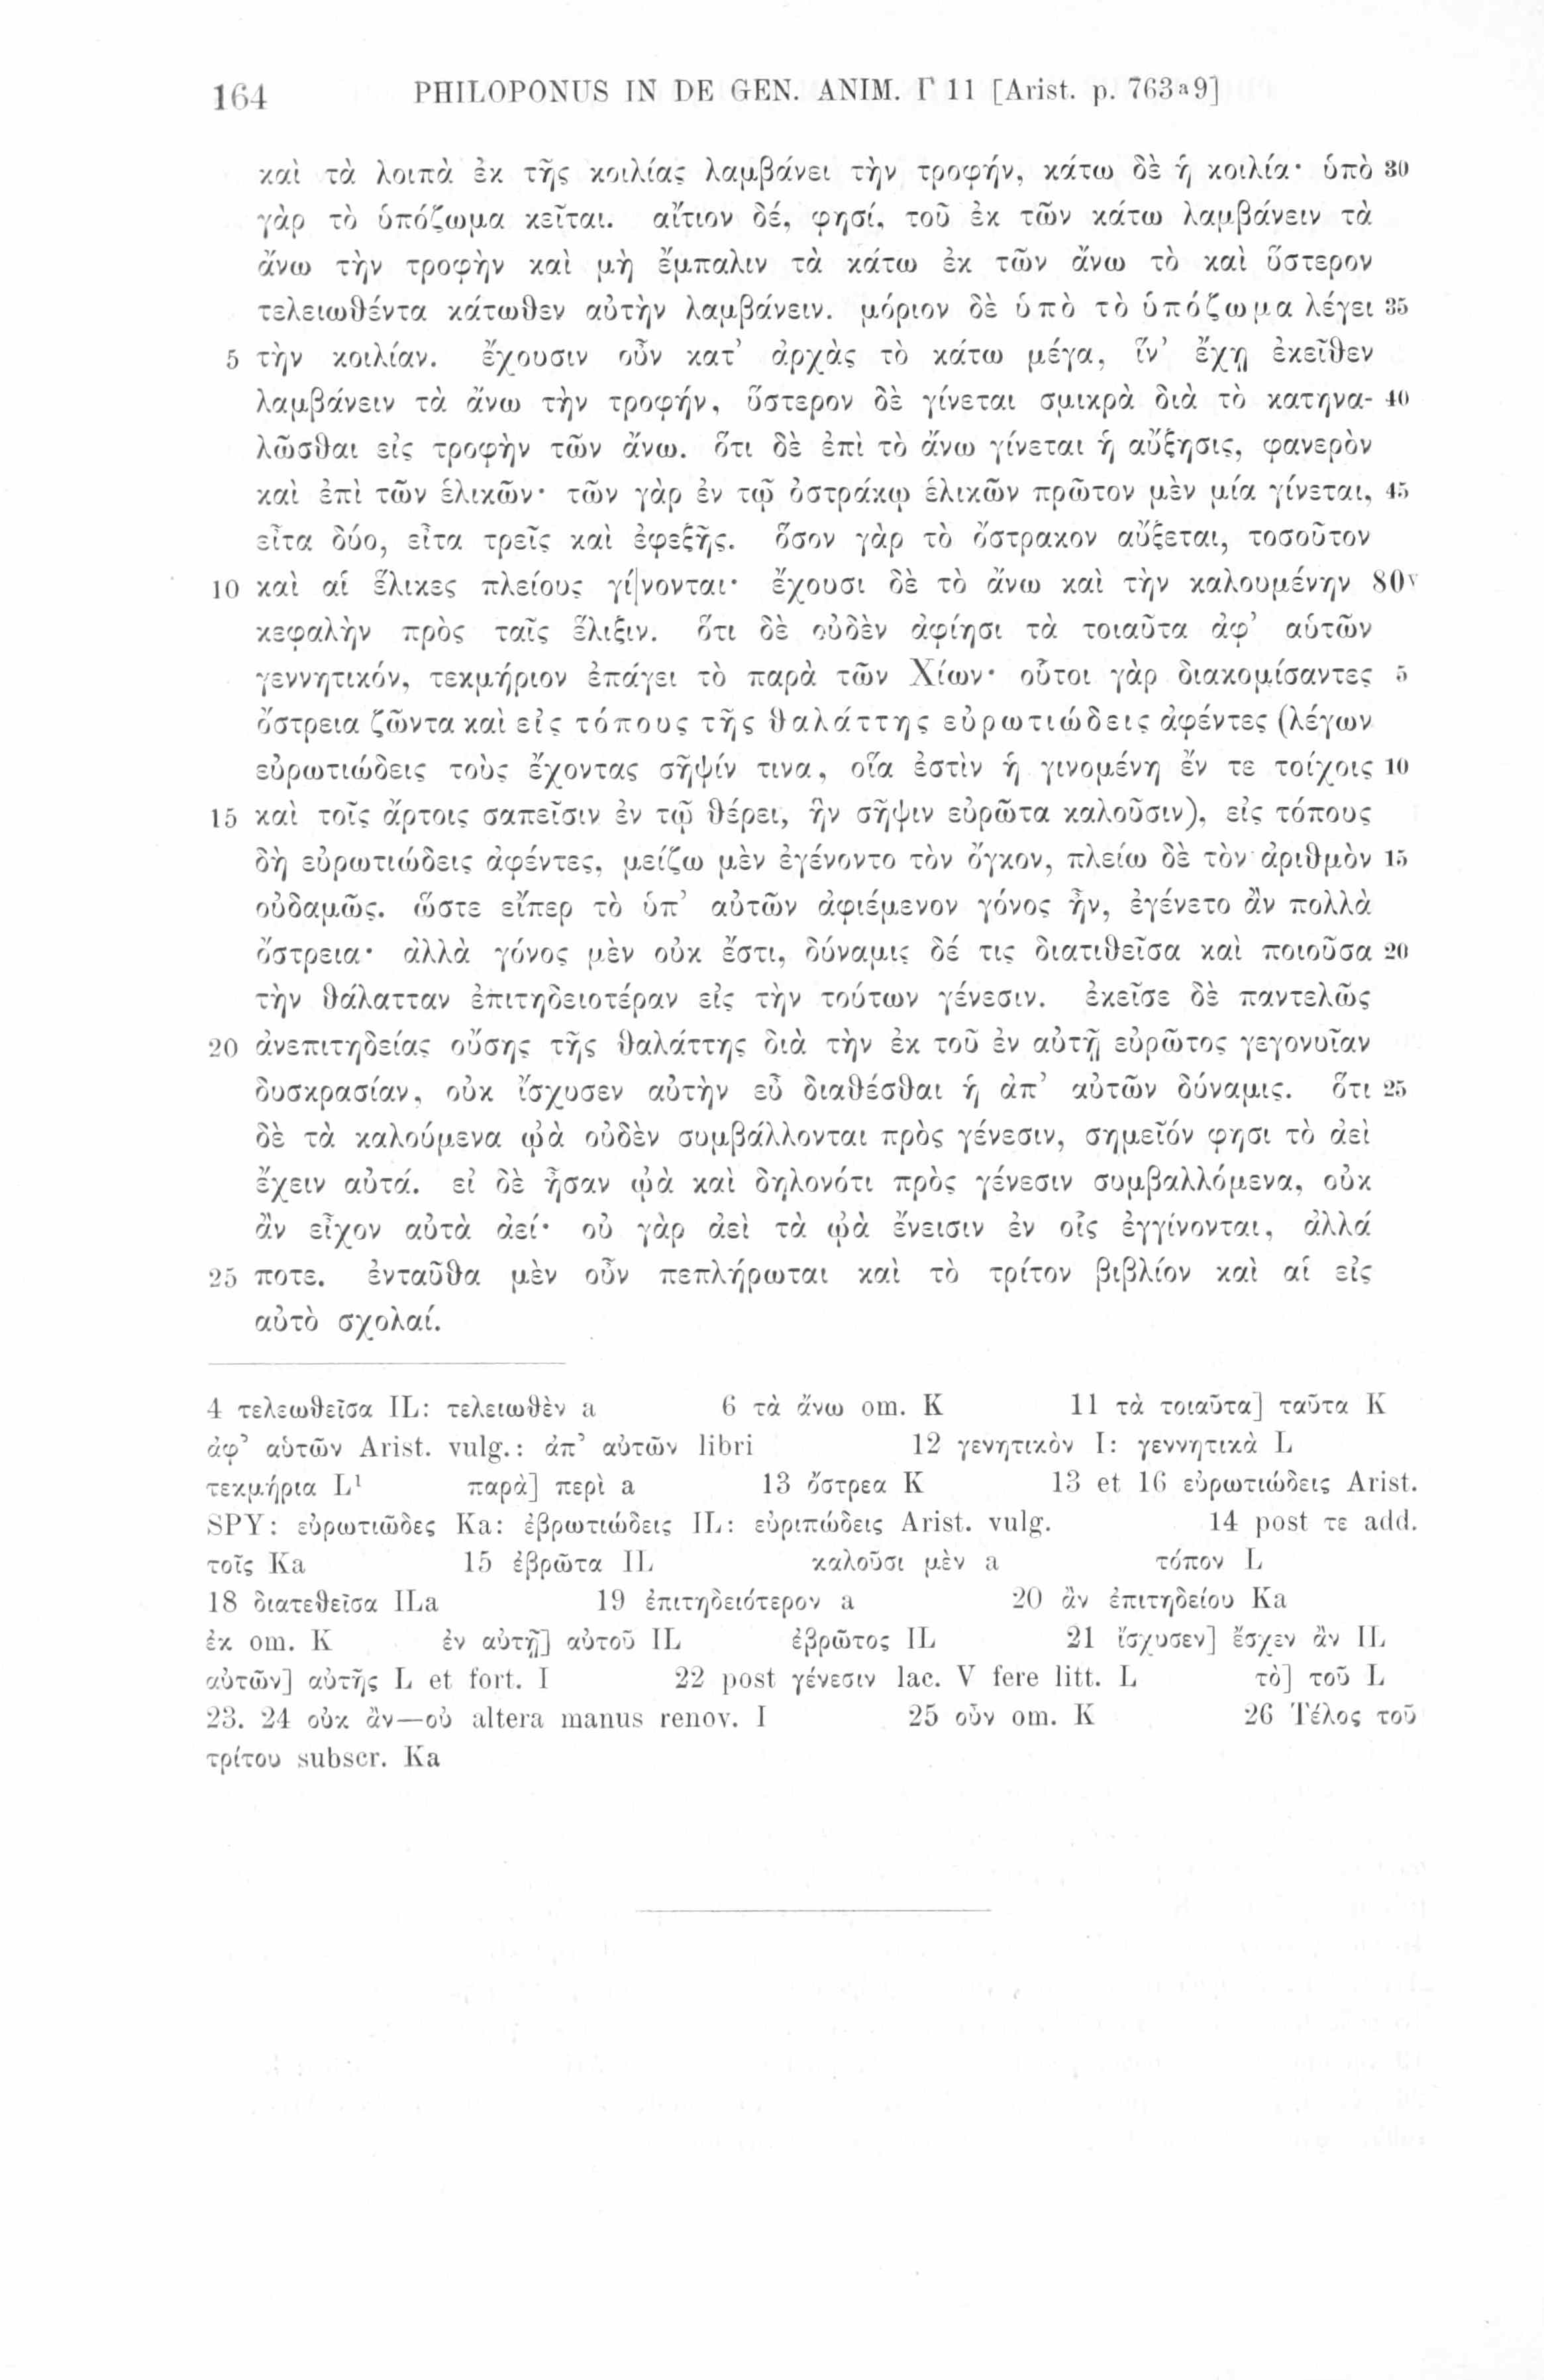 164 PHILOPONUS IN DE GEN. ANIM. Γ 11 [Arist. p. 763a9]
καὶ τὰ λοιπὰ ἐκ τῆς κοιλίας λαμβάνει τὴν τροφήν, κάτω δὲ ἡ κοιλία· ὑπὸ 30
γὰρ τὸ ὑπόζωμα κεῖται. αἴτιον δέ, φησί, τοῦ ἐκ τῶν κάτω λαμβάνειν τὰ
ἄνω τὴν τροφὴν καὶ μὴ ἔμπαλιν τὰ κάτω ἐκ τῶν ἄνω τὸ καὶ ὕστερον
τελειωθέντα κάτωθεν αὐτὴν λαμβάνειν. μόριον δὲ ὑπὸ τὸ ὑπόζωμα λέγει 35
5 τὴν κοιλίαν. ἔχουσιν οὖν κατ’ ἀρχὰς τὸ κάτω μέγα, ἵν’ ἔχῃ ἐκεῖθεν
λαμβάνειν τὰ ἄνω τὴν τροφήν, ὕστερον δὲ γίνεται σμικρὰ διὰ τὸ κατηνα- 40
λῶσθαι εἰς τροφὴν τῶν ἄνω. ὅτι δὲ ἐπὶ τὸ ἄνω γίνεται ἡ αὔξησις, φανερὸν
καὶ ἐπὶ τῶν ἑλικῶν· τῶν γὰρ ἐν τῷ ὀστράκῳ ἑλικῶν πρῶτον μὲν μία γίνεται, 45
εἶτα δύο, εἶτα τρεῖς καὶ ἐφεξῆς. ὅσον γὰρ τὸ ὄστρακον αὔξεται, τοσοῦτον
10 καὶ αἱ ἕλικες πλείους γί|νονται· ἔχουσι δὲ τὸ ἄνω καὶ τὴν καλουμένην 80v
κεφαλὴν πρὸς ταῖς ἕλιξιν. ὅτι δὲ οὐδὲν ἀφίησι τὰ τοιαῦτα ἀφ’ αὑτῶν
γεννητικόν, τεκμήριον ἐπάγει τὸ παρὰ τῶν Χίων· οὗτοι γὰρ διακομίσαντες 5
ὄστρεια ζῶντα καὶ εἰς τόπους τῆς θαλάττης εὐρωτιώδεις ἀφέντες (λέγων
εὐρωτιώδεις τοὺς ἔχοντας σῆψίν τινα, οἵα ἐστὶν ἡ γινομένη ἔν τε τοίχοις 10
15 καὶ τοῖς ἄρτοις σαπεῖσιν ἐν τῷ θέρει, ἣν σῆψιν εὐρῶτα καλοῦσιν), εἰς τόπους
δὴ εὐρωτιώδεις ἀφέντες, μείζω μὲν ἐγένοντο τὸν ὄγκον, πλείω δὲ τὸν ἀριθμὸν 15
οὐδαμῶς. ὥστε εἴπερ τὸ ὑπ’ αὐτῶν ἀφιέμενον γόνος ἦν, ἐγένετο ἂν πολλὰ
ὄστρεια· ἀλλὰ γόνος μὲν οὐκ ἔστι, δύναμις δέ τις διατιθεῖσα καὶ ποιοῦσα 20
τὴν θάλατταν ἐπιτηδειοτέραν εἰς τὴν τούτων γένεσιν. ἐκεῖσε δὲ παντελῶς
20 ἀνεπιτηδείας οὔσης τῆς θαλάττης διὰ τὴν ἐκ τοῦ ἐν αὐτῇ εὐρῶτος γεγονυῖαν
δυσκρασίαν, οὐκ ἴσχυσεν αὐτὴν εὖ διαθέσθαι ἡ ἀπ’ αὐτῶν δύναμις. ὅτι 25
δὲ τὰ καλούμενα ᾠὰ οὐδὲν συμβάλλονται πρὸς γένεσιν, σημεῖόν φησι τὸ ἀεὶ
ἔχειν αὐτά. εἰ δὲ ἦσαν ᾠὰ καὶ δηλονότι πρὸς γένεσιν συμβαλλόμενα, οὐκ
ἂν εἶχον αὐτὰ ἀεί· οὐ γὰρ ἀεὶ τὰ ᾠὰ ἔνεισιν ἐν οἷς ἐγγίνονται, ἀλλά
25 ποτε. ἐνταῦθα μὲν οὖν πεπλήρωται καὶ τὸ τρίτον βιβλίον καὶ αἱ εἰς
αὐτὸ σχολαί.
4 τελεωθεῖσα IL: τελειωθὲν a 6 τὰ ἄνω om. K 11 τὰ τοιαῦτα] ταῦτα K
ἀφ’ αὑτῶν Arist. vulg.: ἀπ’ αὐτῶν libri 12 γενητικὸν I: γεννητικὰ L
τεκμήρια L1 παρὰ] περὶ a 13 ὄστρεα K 13 et 16 εὐρωτιώδεις Arist.
SPY: εὐρωτιῶδες Ka: ἐβρωτιώδεις IL: εὐριπώδεις Arist. vulg. 14 post τε add.
τοῖς Ka 15 ἐβρῶτα IL καλοῦσι μὲν a τόπον L
18 διατεθεῖσα ILa 19 ἐπιτηδειότερον a 20 ἂν ἐπιτηδείου Ka
ἐκ om. K ἐν αὐτῇ] αὐτοῦ IL ἐβρῶτος IL 21 ἴσχυσεν] ἔσχεν ἂν IL
αὐτῶν] αὐτῆς L et fort. I 22 post γένεσιν lac. V fere litt. L τὸ] τοῦ L
23. 24 οὐκ ἂν—οὐ altera manus renov. I 25 οὖν om. K 26 Τέλος τοῦ
τρίτου subscr. Ka